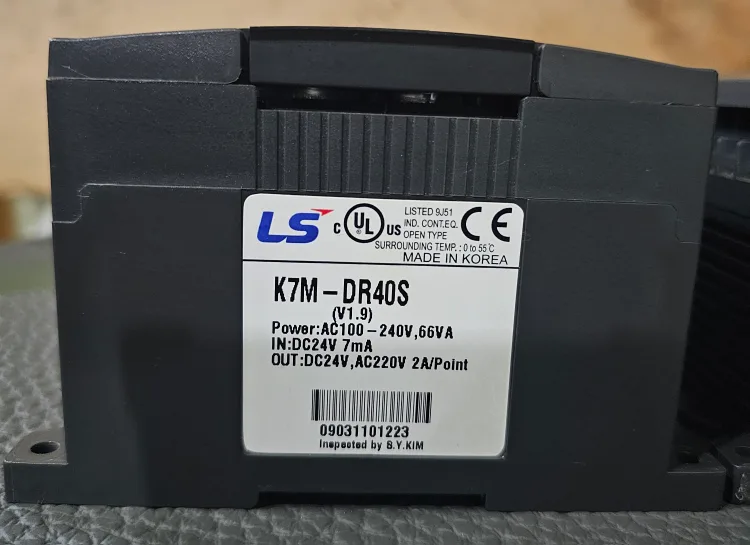 LS
C UL US
LISTED 9J51
IND. CONT.EQ.
OPEN TYPE
CE
SURROUNDING TEMP. : 0 to 55℃
MADE IN KOREA
K7M-DR40S
(V1.9)
Power:AC100-240V,66VA
IN:DC24V 7mA
OUT:DC24V,AC220V 2A/Point
09031101223
Inspected by B.Y.KIM